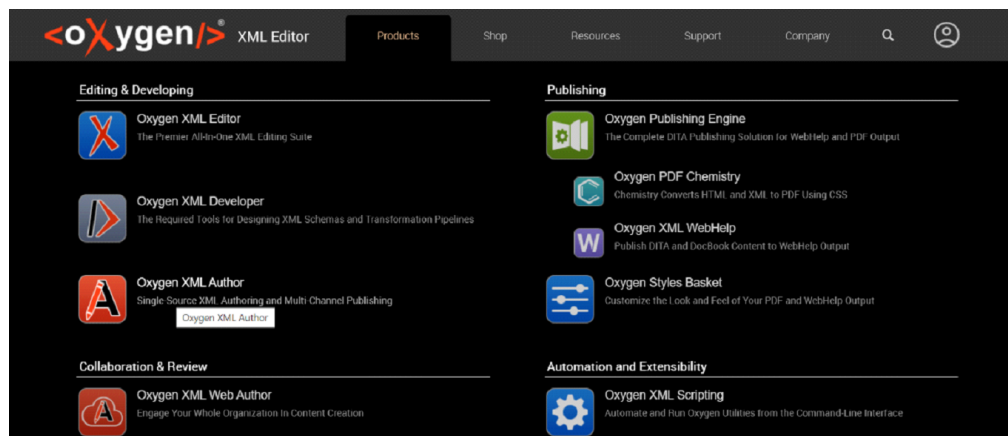 <oXygen/>® XML Editor
Products
Shop
Resources
Support
Company
Editing & Developing
Oxygen XML Editor
The Premier All-In-One XML Editing Suite
Oxygen XML Developer
The Required Tools for Designing XML Schemas and Transformation Pipelines
Oxygen XML Author
Single-Source XML Authoring and Multi-Channel Publishing
Oxygen XML Author
Collaboration & Review
Oxygen XML Web Author
Engage Your Whole Organization In Content Creation
Publishing
Oxygen Publishing Engine
The Complete DITA Publishing Solution for WebHelp and PDF Output
Oxygen PDF Chemistry
Chemistry Converts HTML and XML to PDF Using CSS
W
Oxygen XML WebHelp
Publish DITA and DocBook Content to WebHelp Output
Oxygen Styles Basket
Customize the Look and Feel of Your PDF and WebHelp Output
Automation and Extensibility
Oxygen XML Scripting
Automate and Run Oxygen Utilities from the Command-Line Interface